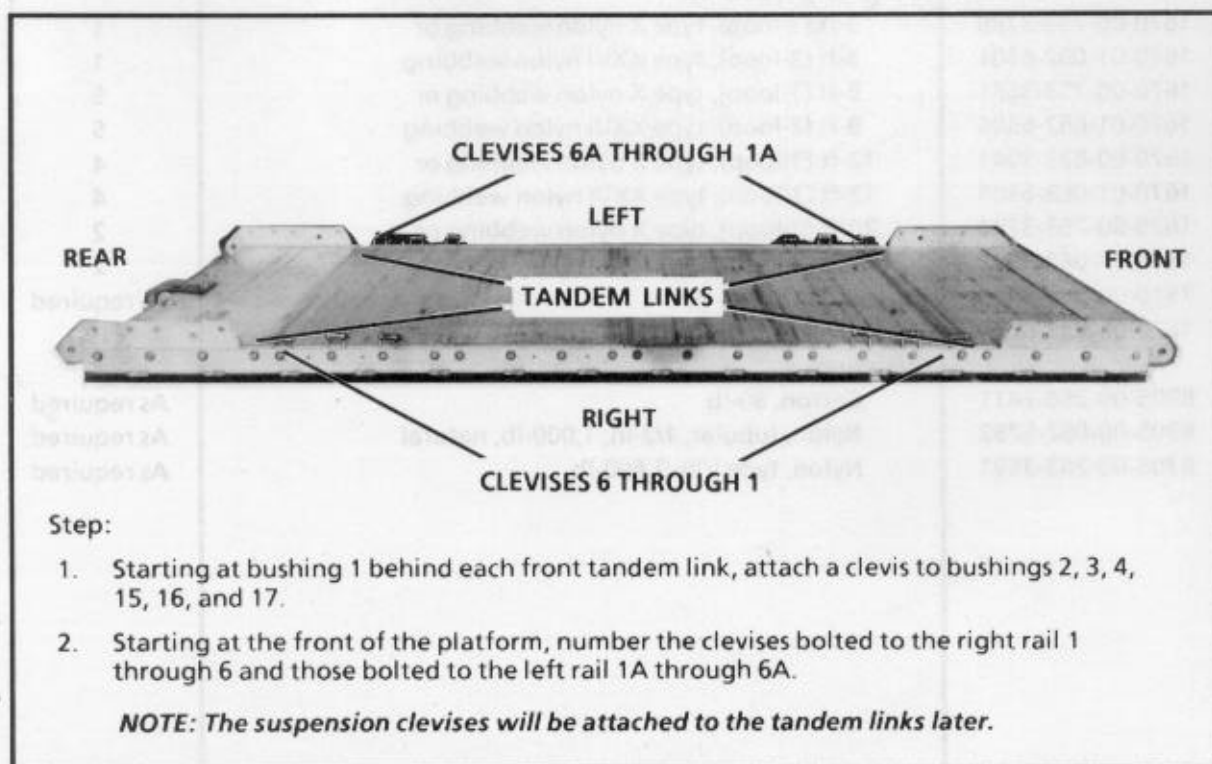 CLEVISES 6A THROUGH 1A
LEFT
REAR
FRONT
TANDEM LINKS
RIGHT
CLEVISES 6 THROUGH 1
Step:
1. Starting at bushing 1 behind each front tandem link, attach a clevis to bushings 2, 3, 4,
15, 16, and 17.
2. Starting at the front of the platform, number the clevises bolted to the right rail 1
through 6 and those bolted to the left rail 1A through 6A.
NOTE: The suspension clevises will be attached to the tandem links later.